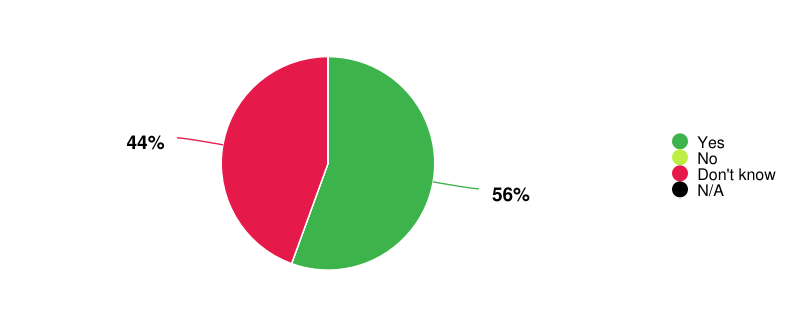 44%
56%
Yes
No
Don't know
N/A